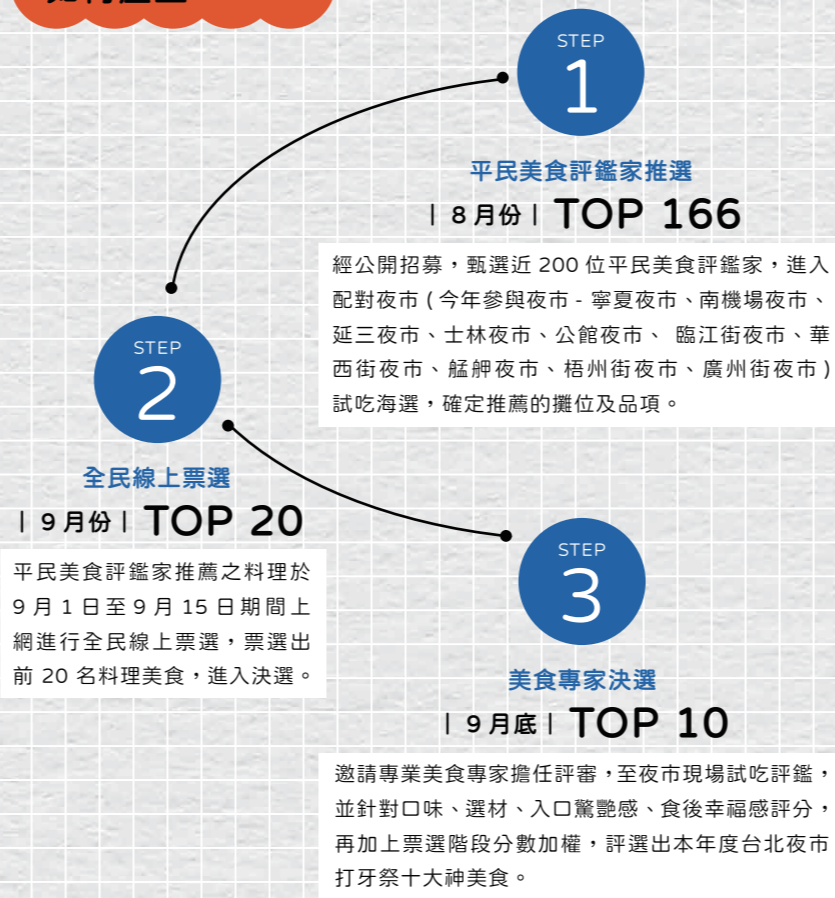 STEP
1
平民美食評鑑家推選
| 8月份 | TOP 166
經公開招募，甄選近 200 位平民美食評鑑家，進入
配對夜市 ( 今年參與夜市 - 寧夏夜市、南機場夜市、
延三夜市、士林夜市、公館夜市、 臨江街夜市、華
西街夜市、艋舺夜市、梧州街夜市、廣州街夜市 )
試吃海選，確定推薦的攤位及品項。
STEP
2
全民線上票選
| 9月份 | TOP 20
平民美食評鑑家推薦之料理於
9 月 1 日至 9 月 15 日期間上
網進行全民線上票選，票選出
前 20 名料理美食，進入決選。
STEP
3
美食專家決選
| 9月底 | TOP 10
邀請專業美食專家擔任評審，至夜市現場試吃評鑑，
並針對口味、選材、入口驚艷感、食後幸福感評分，
再加上票選階段分數加權，評選出本年度台北夜市
打牙祭十大神美食。